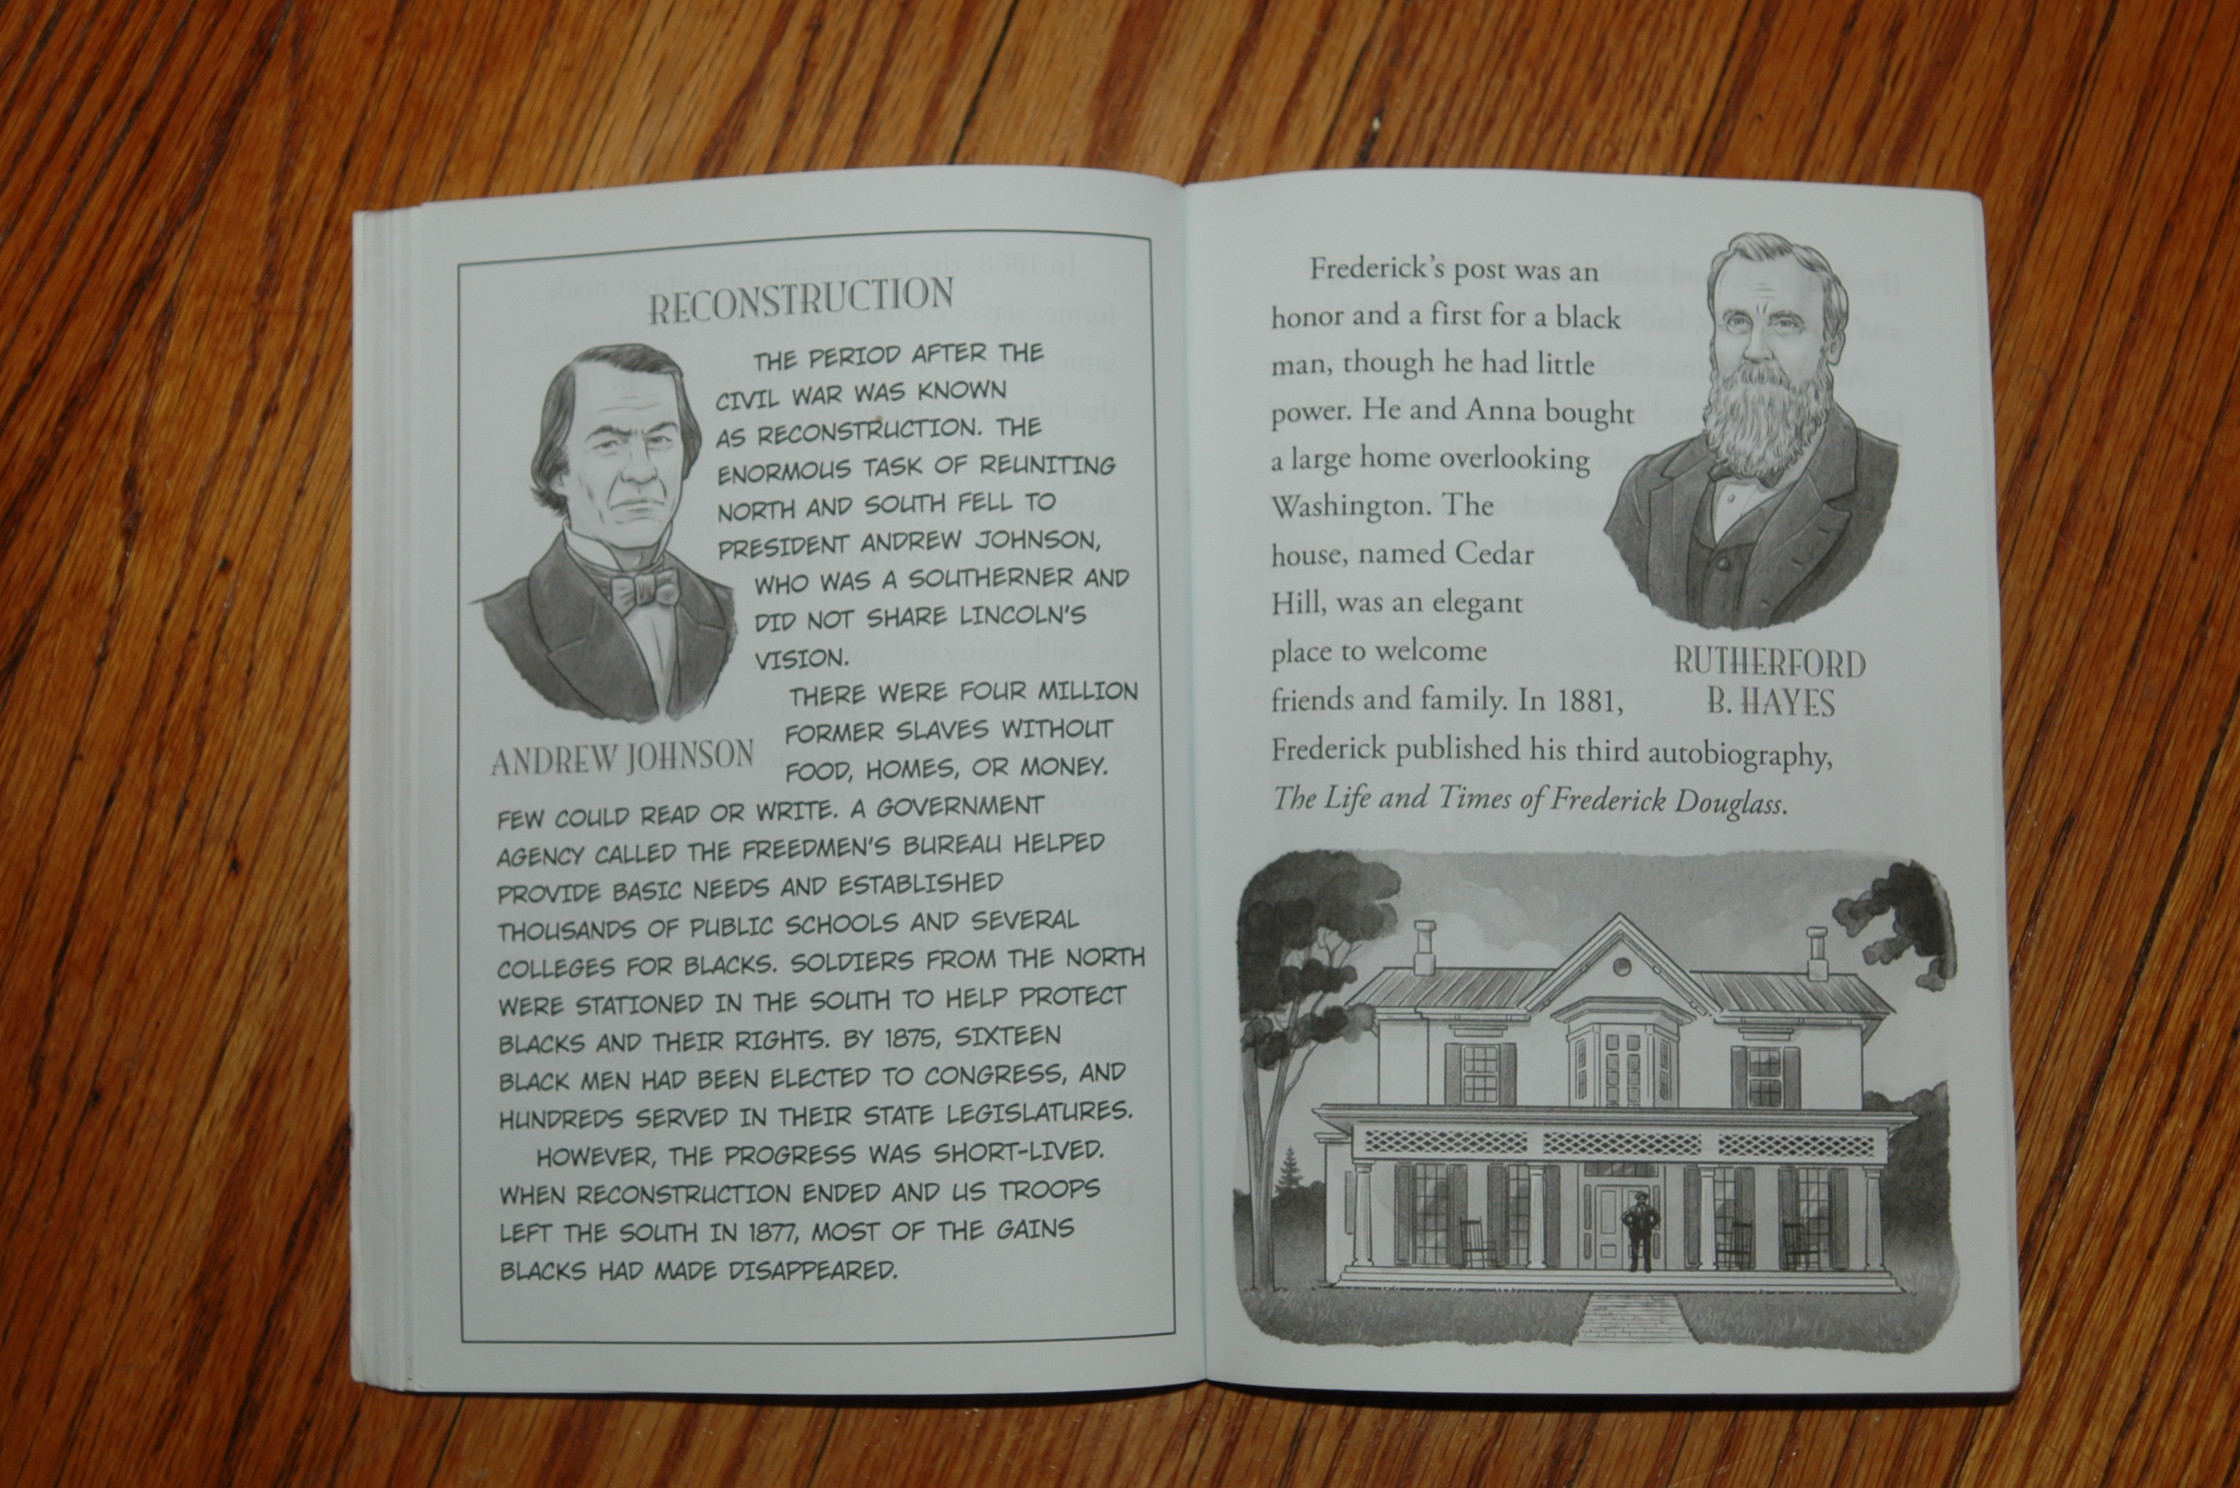 RECONSTRUCTION
THE PERIOD AFTER THE
CIVIL WAR WAS KNOWN
AS RECONSTRUCTION. THE
ENORMOUS TASK OF REUNITING
NORTH AND SOUTH FELL TO
PRESIDENT ANDREW JOHNSON,
WHO WAS A SOUTHERNER AND
DID NOT SHARE LINCOLN'S
VISION.
THERE WERE FOUR MILLION
FORMER SLAVES WITHOUT
FOOD, HOMES, OR MONEY.
ANDREW JOHNSON
FEW COULD READ OR WRITE. A GOVERNMENT
AGENCY CALLED THE FREEDMEN'S BUREAU HELPED
PROVIDE BASIC NEEDS AND ESTABLISHED
THOUSANDS OF PUBLIC SCHOOLS AND SEVERAL
COLLEGES FOR BLACKS. SOLDIERS FROM THE NORTH
WERE STATIONED IN THE SOUTH TO HELP PROTECT
BLACKS AND THEIR RIGHTS. BY 1875, SIXTEEN
BLACK MEN HAD BEEN ELECTED TO CONGRESS, AND
HUNDREDS SERVED IN THEIR STATE LEGISLATURES.
HOWEVER, THE PROGRESS WAS SHORT-LIVED.
WHEN RECONSTRUCTION ENDED AND US TROOPS
LEFT THE SOUTH IN 1877, MOST OF THE GAINS
BLACKS HAD MADE DISAPPEARED.
Frederick's post was an
honor and a first for a black
man, though he had little
power. He and Anna bought
a large home overlooking
Washington. The
house, named Cedar
Hill, was an elegant
place to welcome
friends and family. In 1881,
Frederick published his third autobiography,
The Life and Times of Frederick Douglass.
RUTHERFORD
B. HAYES